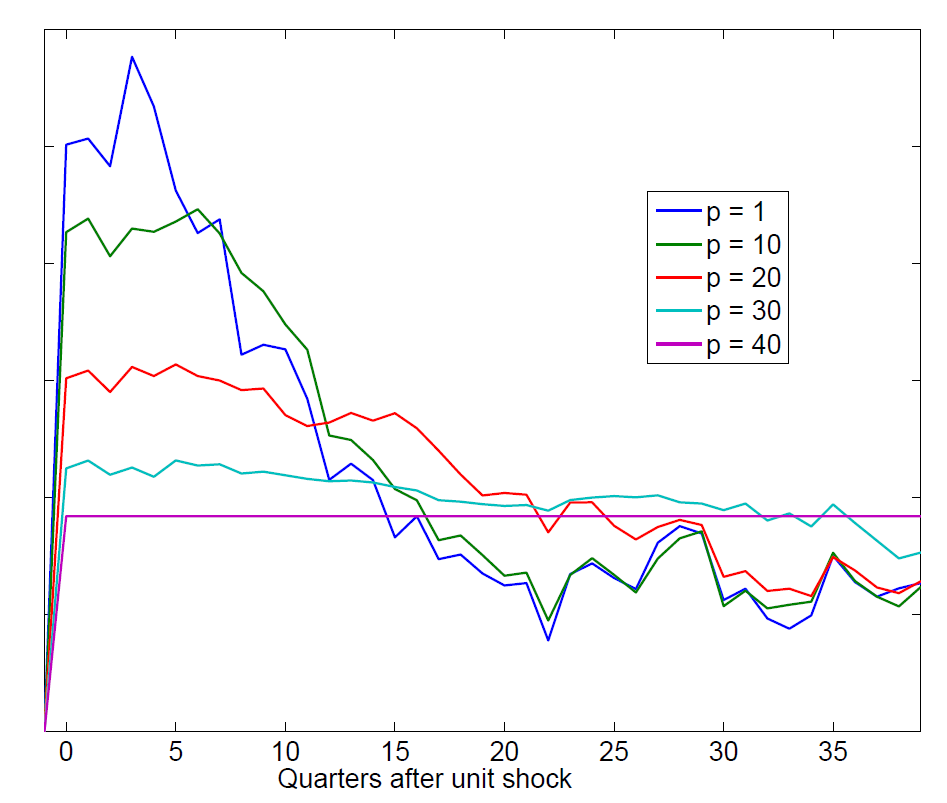 p = 1
p = 10
p = 20
p = 30
p = 40
0 5 10 15 20 25 30 35
Quarters after unit shock